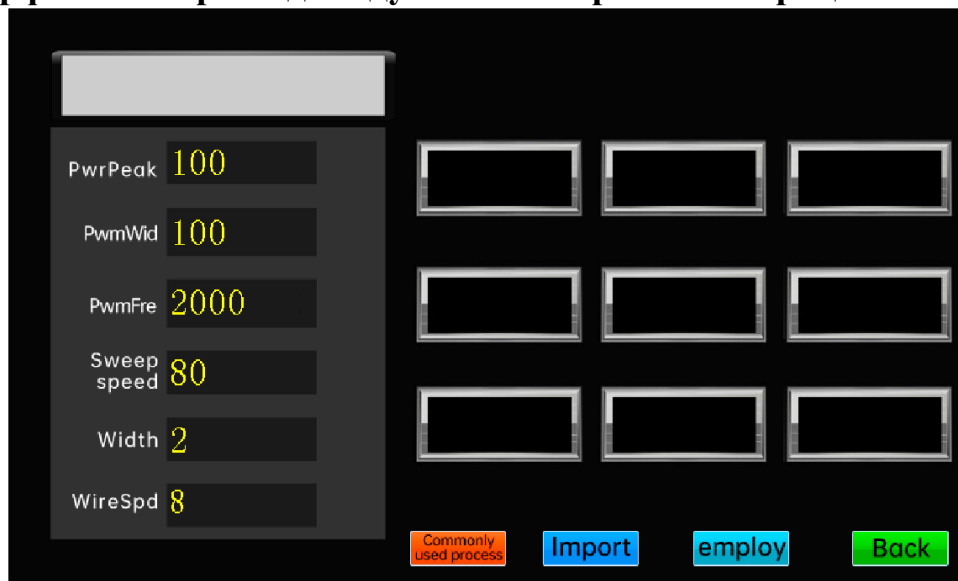 PwrPeak 100
PwmWid 100
PwmFre 2000
Sweep
speed 80
Width 2
WireSpd 8
Commonly
used process
Import
employ
Back